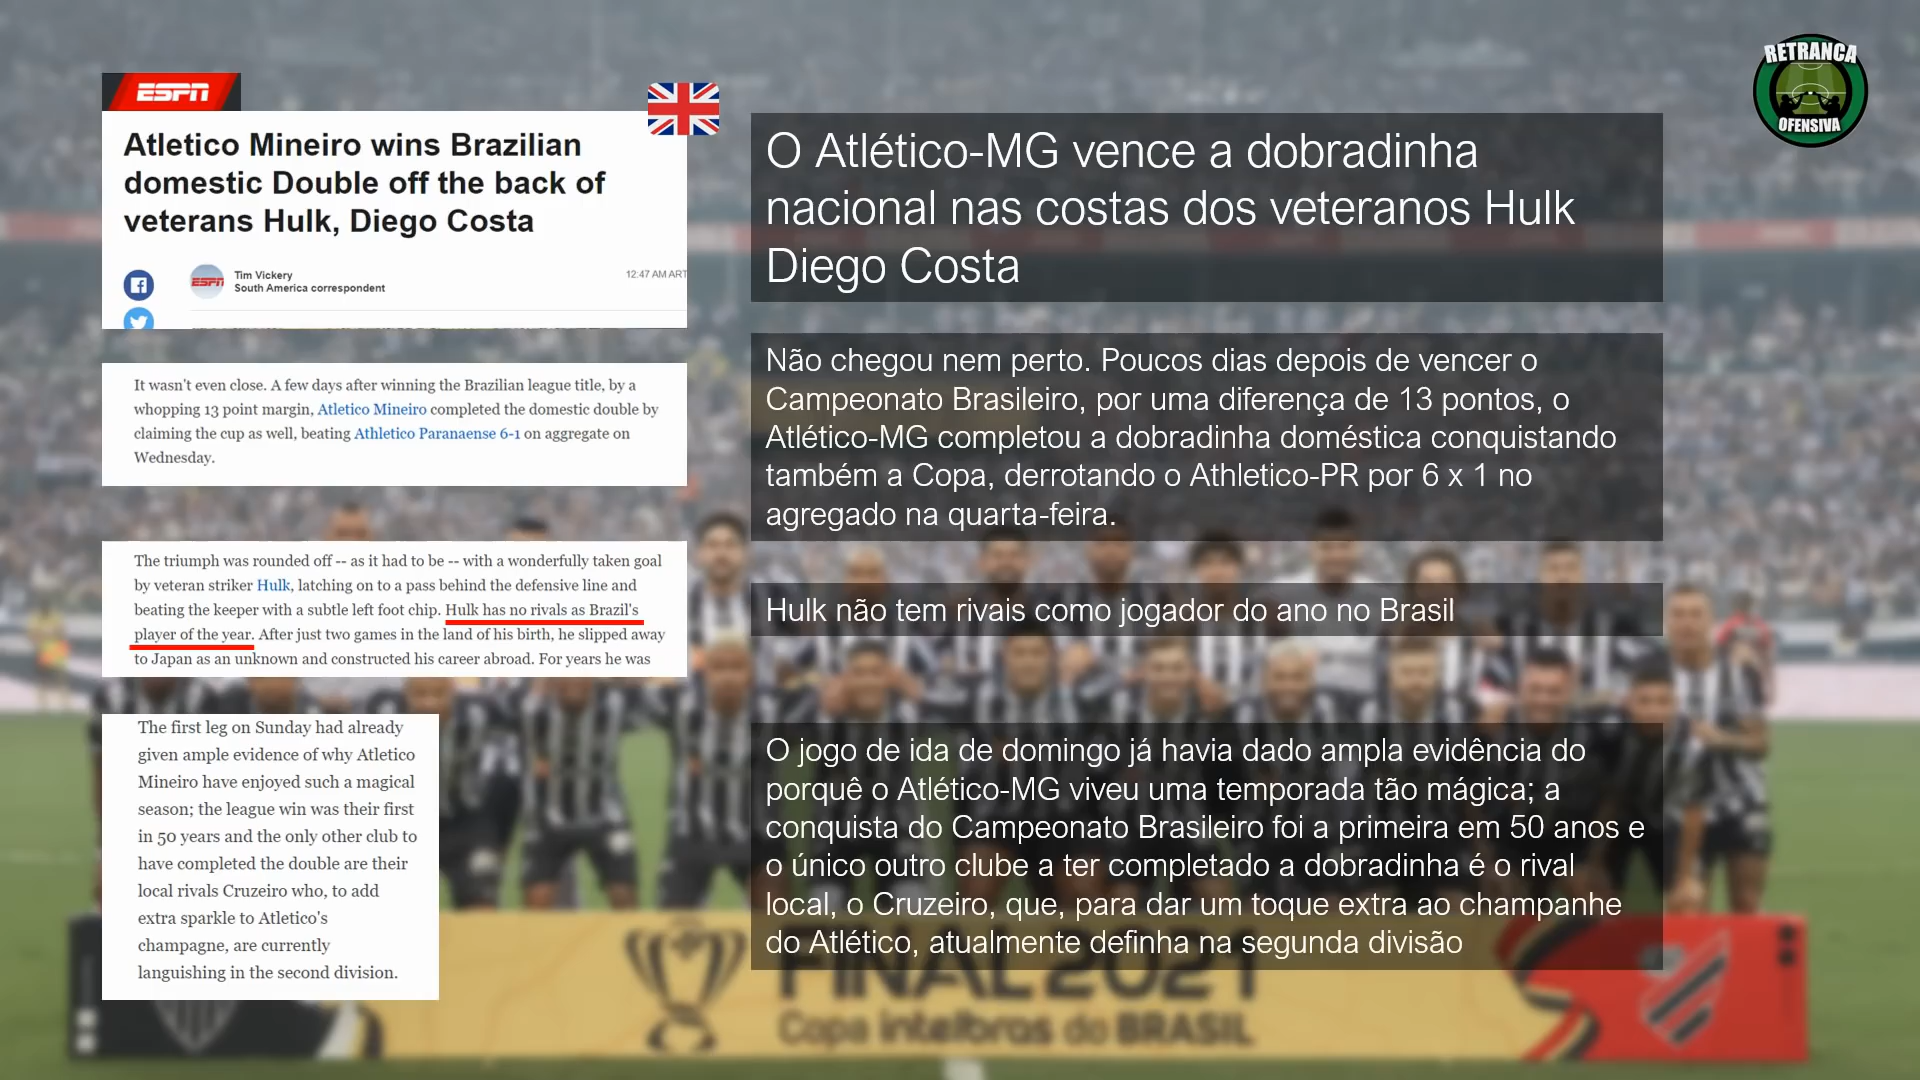 RETRANCA
OFENSIVA
ESPN
Atletico Mineiro wins Brazilian
domestic Double off the back of
veterans Hulk, Diego Costa
ESPN
Tim Vickery
South America correspondent
12:47 AM ART
O Atlético-MG vence a dobradinha
nacional nas costas dos veteranos Hulk
Diego Costa
It wasn't even close. A few days after winning the Brazilian league title, by a
whopping 13 point margin, Atletico Mineiro completed the domestic double by
claiming the cup as well, beating Athletico Paranaense 6-1 on aggregate on
Wednesday.
Não chegou nem perto. Poucos dias depois de vencer o
Campeonato Brasileiro, por uma diferença de 13 pontos, o
Atlético-MG completou a dobradinha doméstica conquistando
também a Copa, derrotando o Athletico-PR por 6 x 1 no
agregado na quarta-feira.
The triumph was rounded off -- as it had to be -- with a wonderfully taken goal
by veteran striker Hulk, latching on to a pass behind the defensive line and
beating the keeper with a subtle left foot chip. Hulk has no rivals as Brazil's
player of the year. After just two games in the land of his birth, he slipped away
to Japan as an unknown and constructed his career abroad. For years he was
Hulk não tem rivais como jogador do ano no Brasil
The first leg on Sunday had already
given ample evidence of why Atletico
Mineiro have enjoyed such a magical
season; the league win was their first
in 50 years and the only other club to
have completed the double are their
local rivals Cruzeiro who, to add
extra sparkle to Atletico's
champagne, are currently
languishing in the second division.
O jogo de ida de domingo já havia dado ampla evidência do
porquê o Atlético-MG viveu uma temporada tão mágica; a
conquista do Campeonato Brasileiro foi a primeira em 50 anos e
o único outro clube a ter completado a dobradinha é o rival
local, o Cruzeiro, que, para dar um toque extra ao champanhe
do Atlético, atualmente definha na segunda divisão
FINAL 2021
Copa intelbras do BRASIL